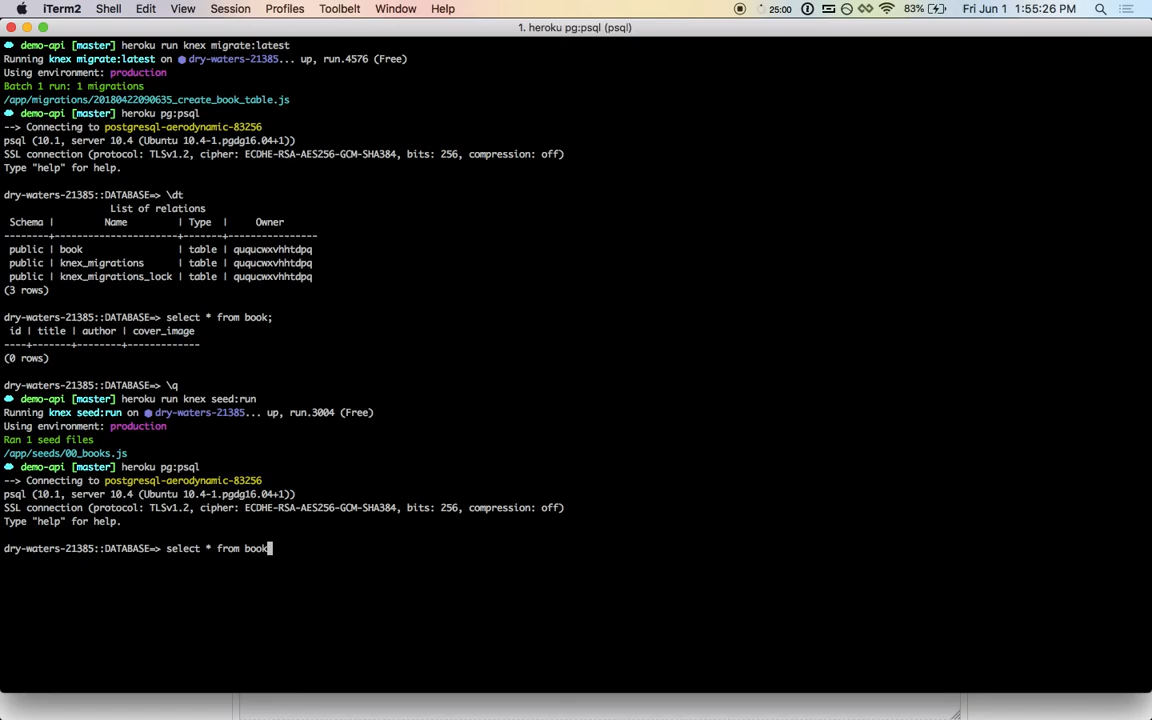 iTerm2 Shell Edit View Session Profiles Toolbelt Window Help 25:00 83% Fri Jun 1 1:55:26 PM
1. heroku pg:psql (psql)
demo-api [master] heroku run knex migrate:latest
Running knex migrate:latest on dry-waters-21385... up, run.4576 (Free)
Using environment: production
Batch 1 run: 1 migrations
/app/migrations/20180422090635_create_book_table.js
demo-api [master] heroku pg:psql
--> Connecting to postgresql-aerodynamic-83256
psql (10.1, server 10.4 (Ubuntu 10.4-1.pgdg16.04+1))
SSL connection (protocol: TLSv1.2, cipher: ECDHE-RSA-AES256-GCM-SHA384, bits: 256, compression: off)
Type "help" for help.
dry-waters-21385::DATABASE=> \dt
List of relations
Schema | Name | Type | Owner
--------+----------------------+-------+----------------
public | book | table | ququcwxvhhtdpq
public | knex_migrations | table | ququcwxvhhtdpq
public | knex_migrations_lock | table | ququcwxvhhtdpq
(3 rows)
dry-waters-21385::DATABASE=> select * from book;
id | title | author | cover_image
----+-------+--------+-------------
(0 rows)
dry-waters-21385::DATABASE=> \q
demo-api [master] heroku run knex seed:run
Running knex seed:run on dry-waters-21385... up, run.3004 (Free)
Using environment: production
Ran 1 seed files
/app/seeds/00_books.js
demo-api [master] heroku pg:psql
--> Connecting to postgresql-aerodynamic-83256
psql (10.1, server 10.4 (Ubuntu 10.4-1.pgdg16.04+1))
SSL connection (protocol: TLSv1.2, cipher: ECDHE-RSA-AES256-GCM-SHA384, bits: 256, compression: off)
Type "help" for help.
dry-waters-21385::DATABASE=> select * from book